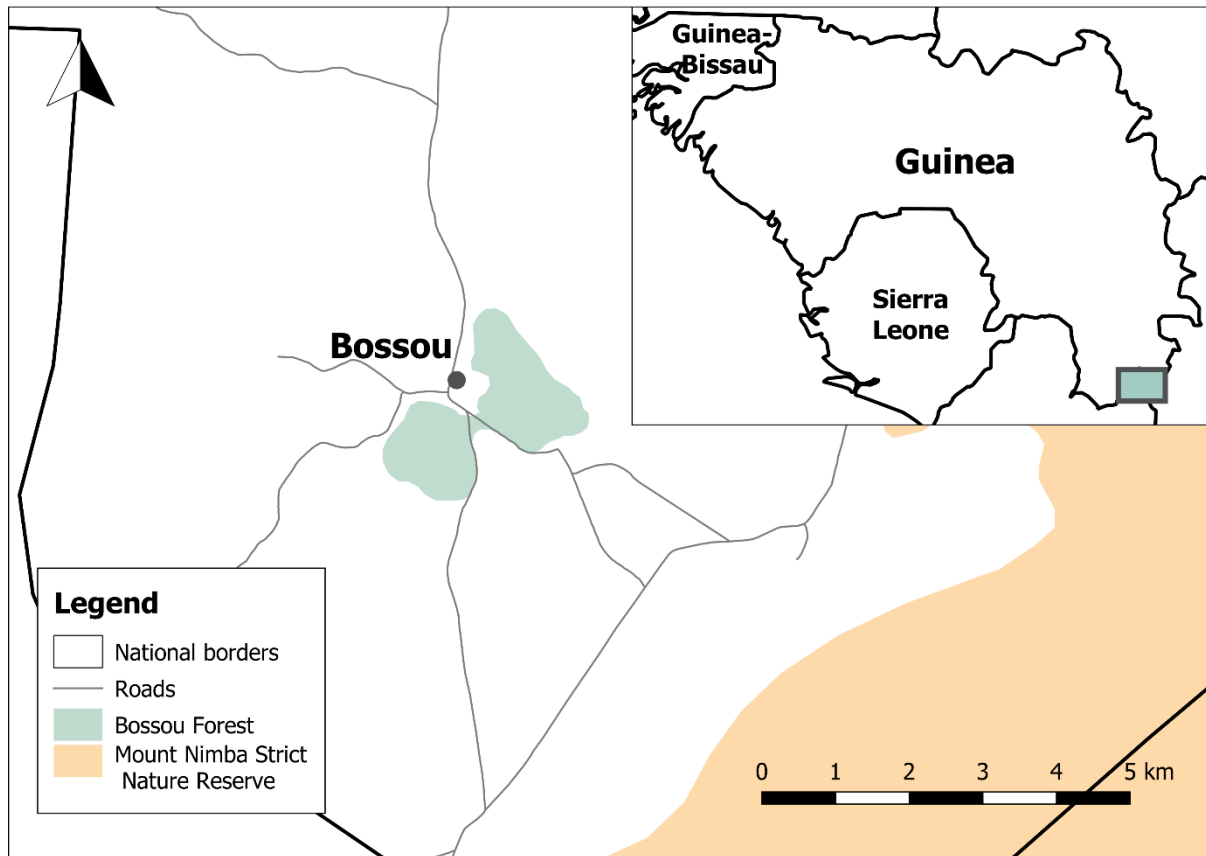 Guinea-
Bissau
Guinea
Sierra
Leone
Bossou
Legend
National borders
Roads
Bossou Forest
Mount Nimba Strict
Nature Reserve
0 1 2 3 4 5 km